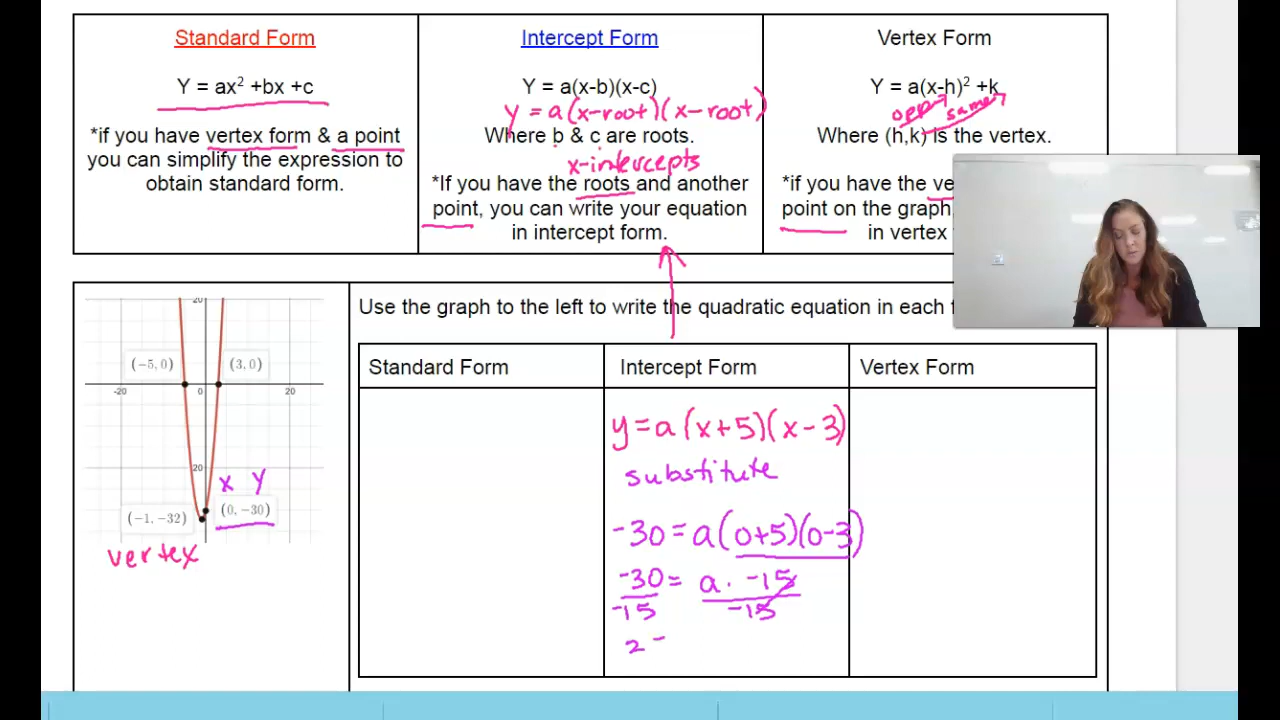 Standard Form
Y = ax² +bx +c
*if you have vertex form & a point
you can simplify the expression to
obtain standard form.
Intercept Form
Y = a(x-b)(x-c)
y = a(x-root)(x-root)
Where b & c are roots.
x-intercepts
*If you have the roots and another
point, you can write your equation
in intercept form.
Vertex Form
Y = a(x-h)² +k
opp same
Where (h,k) is the vertex.
*if you have the ve
point on the graph,
in vertex
(−5,0)
(3,0)
-20 0 20
20
20
x y
(0, −30)
(−1, −32)
vertex
Use the graph to the left to write the quadratic equation in each f
Standard Form
Intercept Form
Vertex Form
y=a(x+5)(x-3)
substitute
-30=a(0+5)(0-3)
-30 = a · -15
-15 -15
2 =